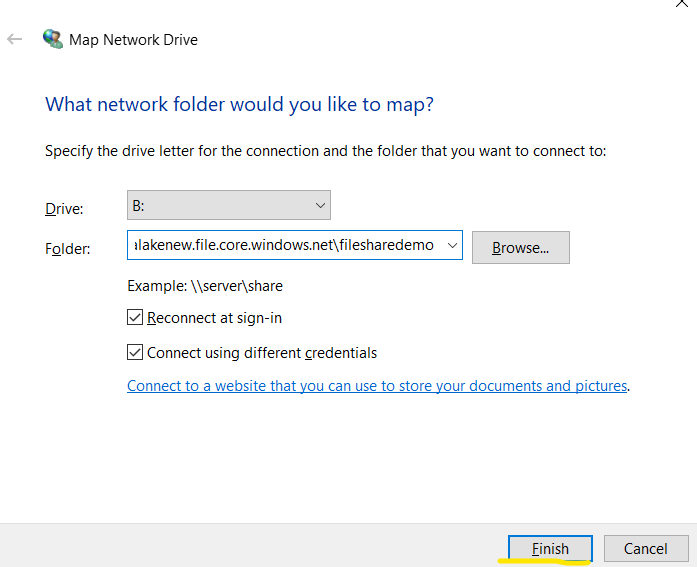 Map Network Drive
What network folder would you like to map?
Specify the drive letter for the connection and the folder that you want to connect to:
Drive: B:
Folder: alakenew.file.core.windows.net\filesharedemo Browse...
Example: \\server\share
Reconnect at sign-in
Connect using different credentials
Connect to a website that you can use to store your documents and pictures.
Finish Cancel